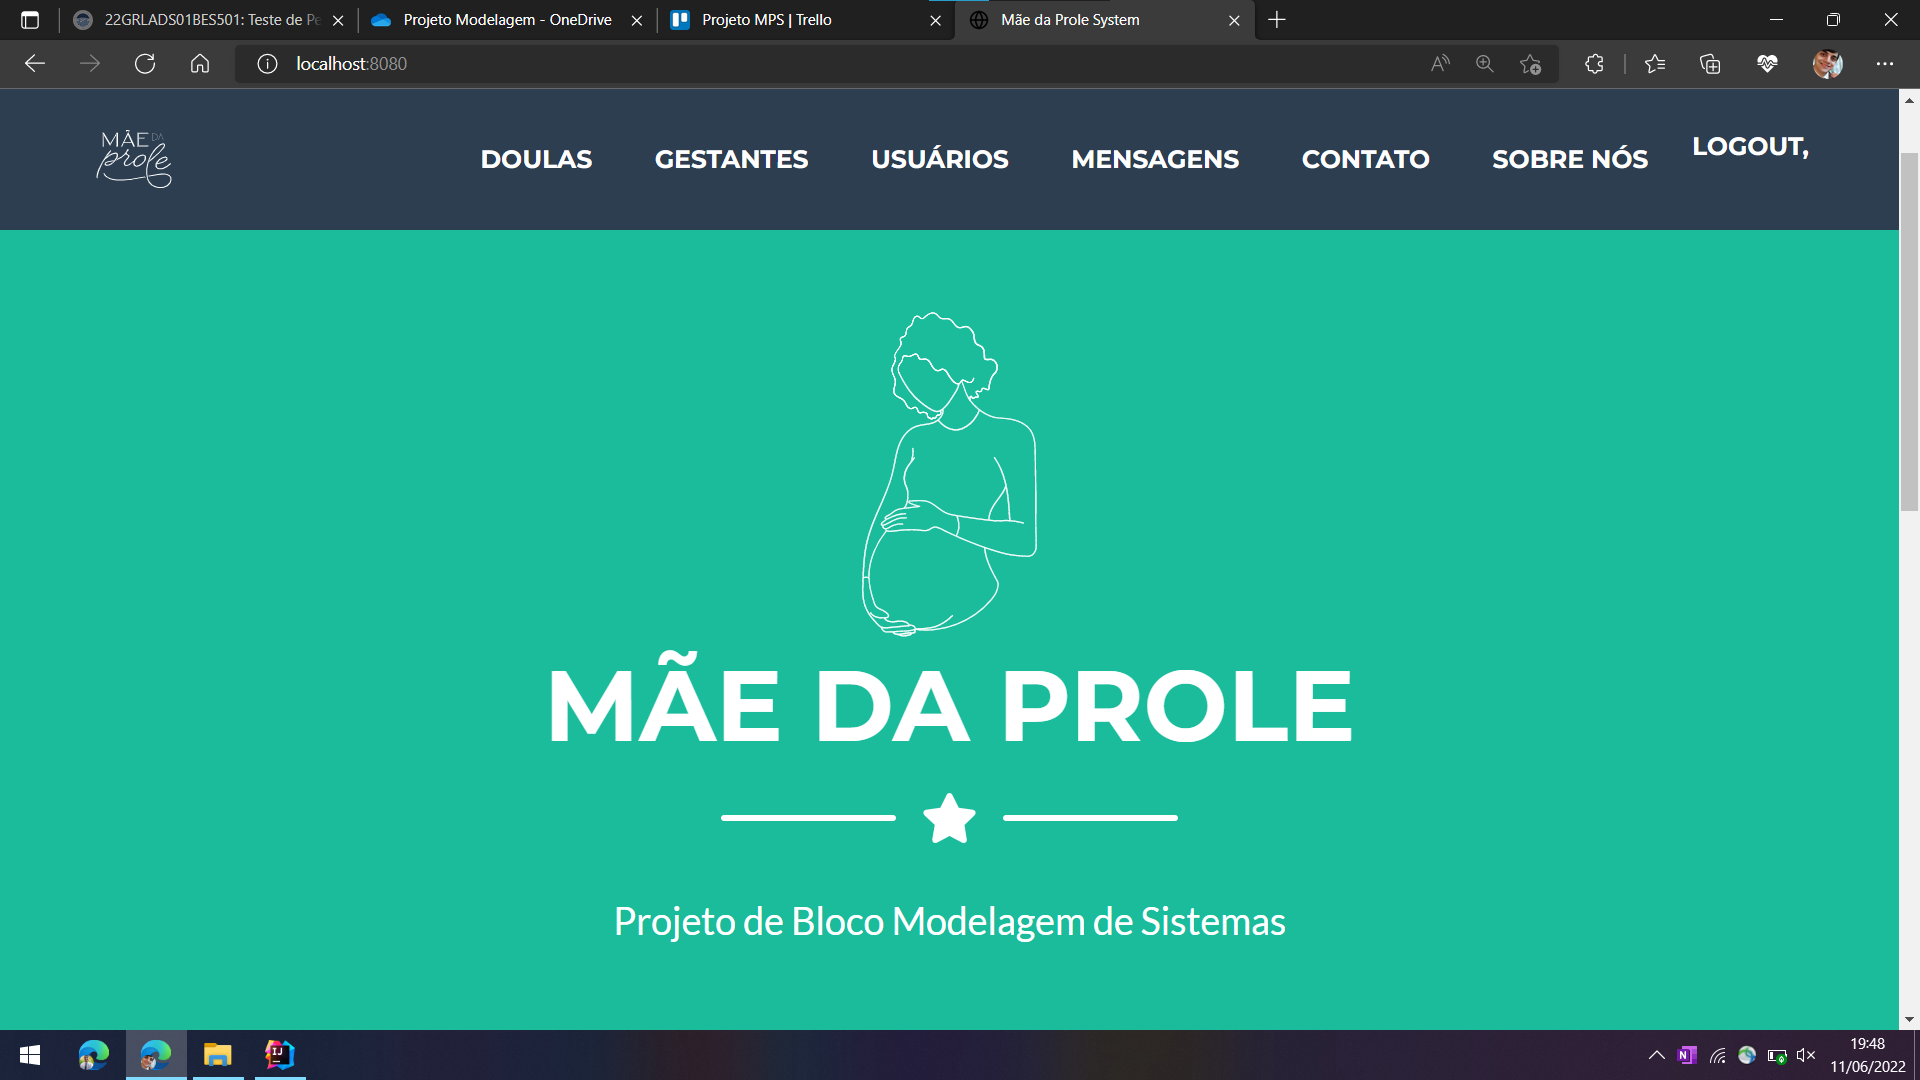 22GRLADS01BES501: Teste de Pe
Projeto Modelagem - OneDrive
Projeto MPS | Trello
Mãe da Prole System
localhost:8080
MÃE DA
prole
DOULAS
GESTANTES
USUÁRIOS
MENSAGENS
CONTATO
SOBRE NÓS
LOGOUT,
MÃE DA PROLE
Projeto de Bloco Modelagem de Sistemas
19:48
11/06/2022